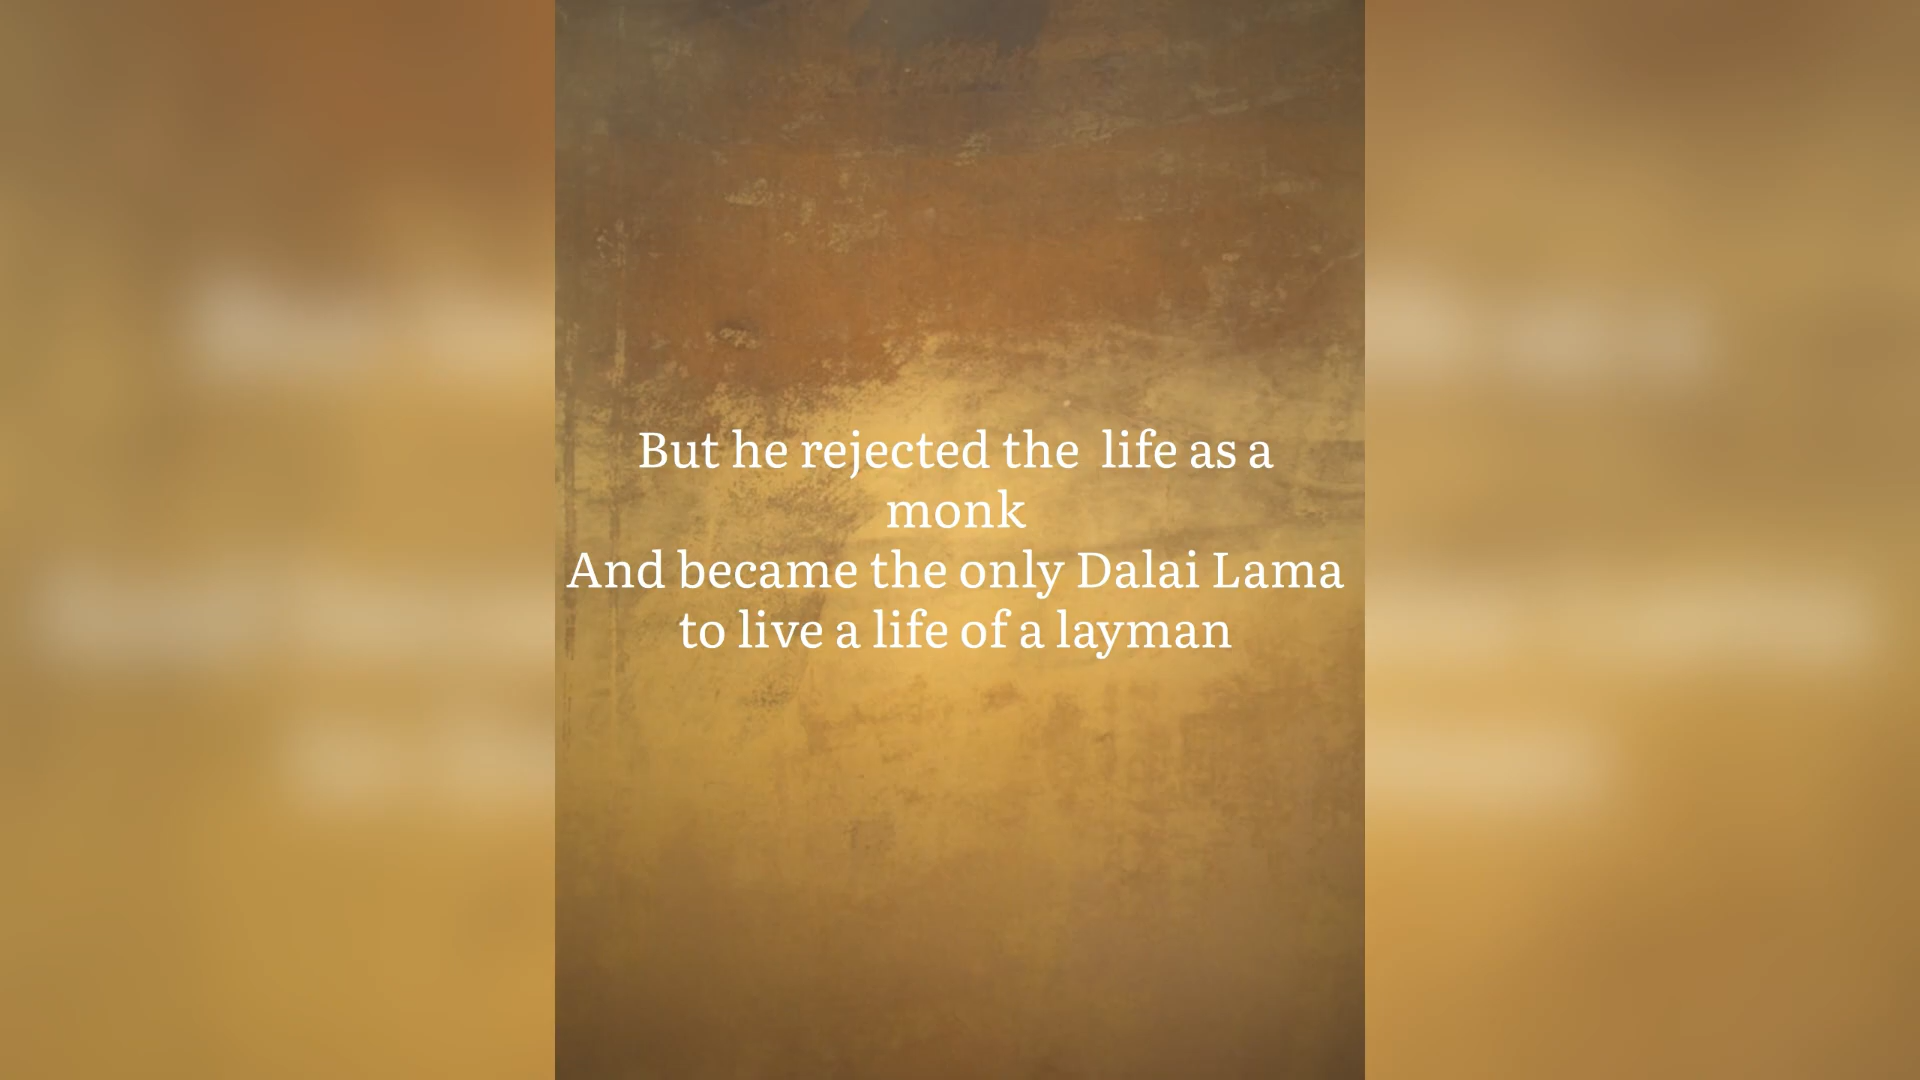 But he rejected the  life as a
monk
And became the only Dalai Lama
to live a life of a layman